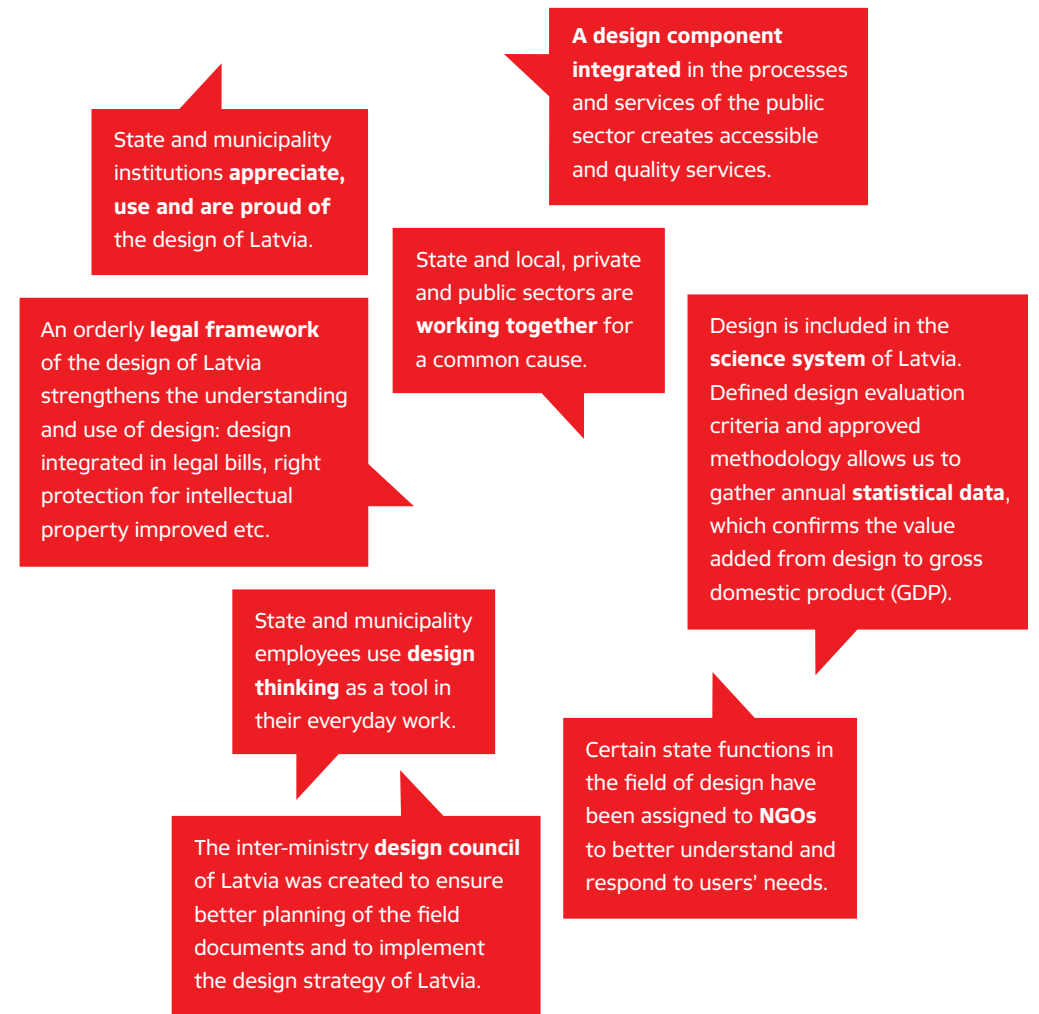 A design component
integrated in the processes
and services of the public
sector creates accessible
and quality services.
State and municipality
institutions appreciate,
use and are proud of
the design of Latvia.
State and local, private
and public sectors are
working together for
a common cause.
An orderly legal framework
of the design of Latvia
strengthens the understanding
and use of design: design
integrated in legal bills, right
protection for intellectual
property improved etc.
Design is included in the
science system of Latvia.
Defined design evaluation
criteria and approved
methodology allows us to
gather annual statistical data,
which confirms the value
added from design to gross
domestic product (GDP).
State and municipality
employees use design
thinking as a tool in
their everyday work.
Certain state functions in
the field of design have
been assigned to NGOs
to better understand and
respond to users’ needs.
The inter-ministry design council
of Latvia was created to ensure
better planning of the field
documents and to implement
the design strategy of Latvia.